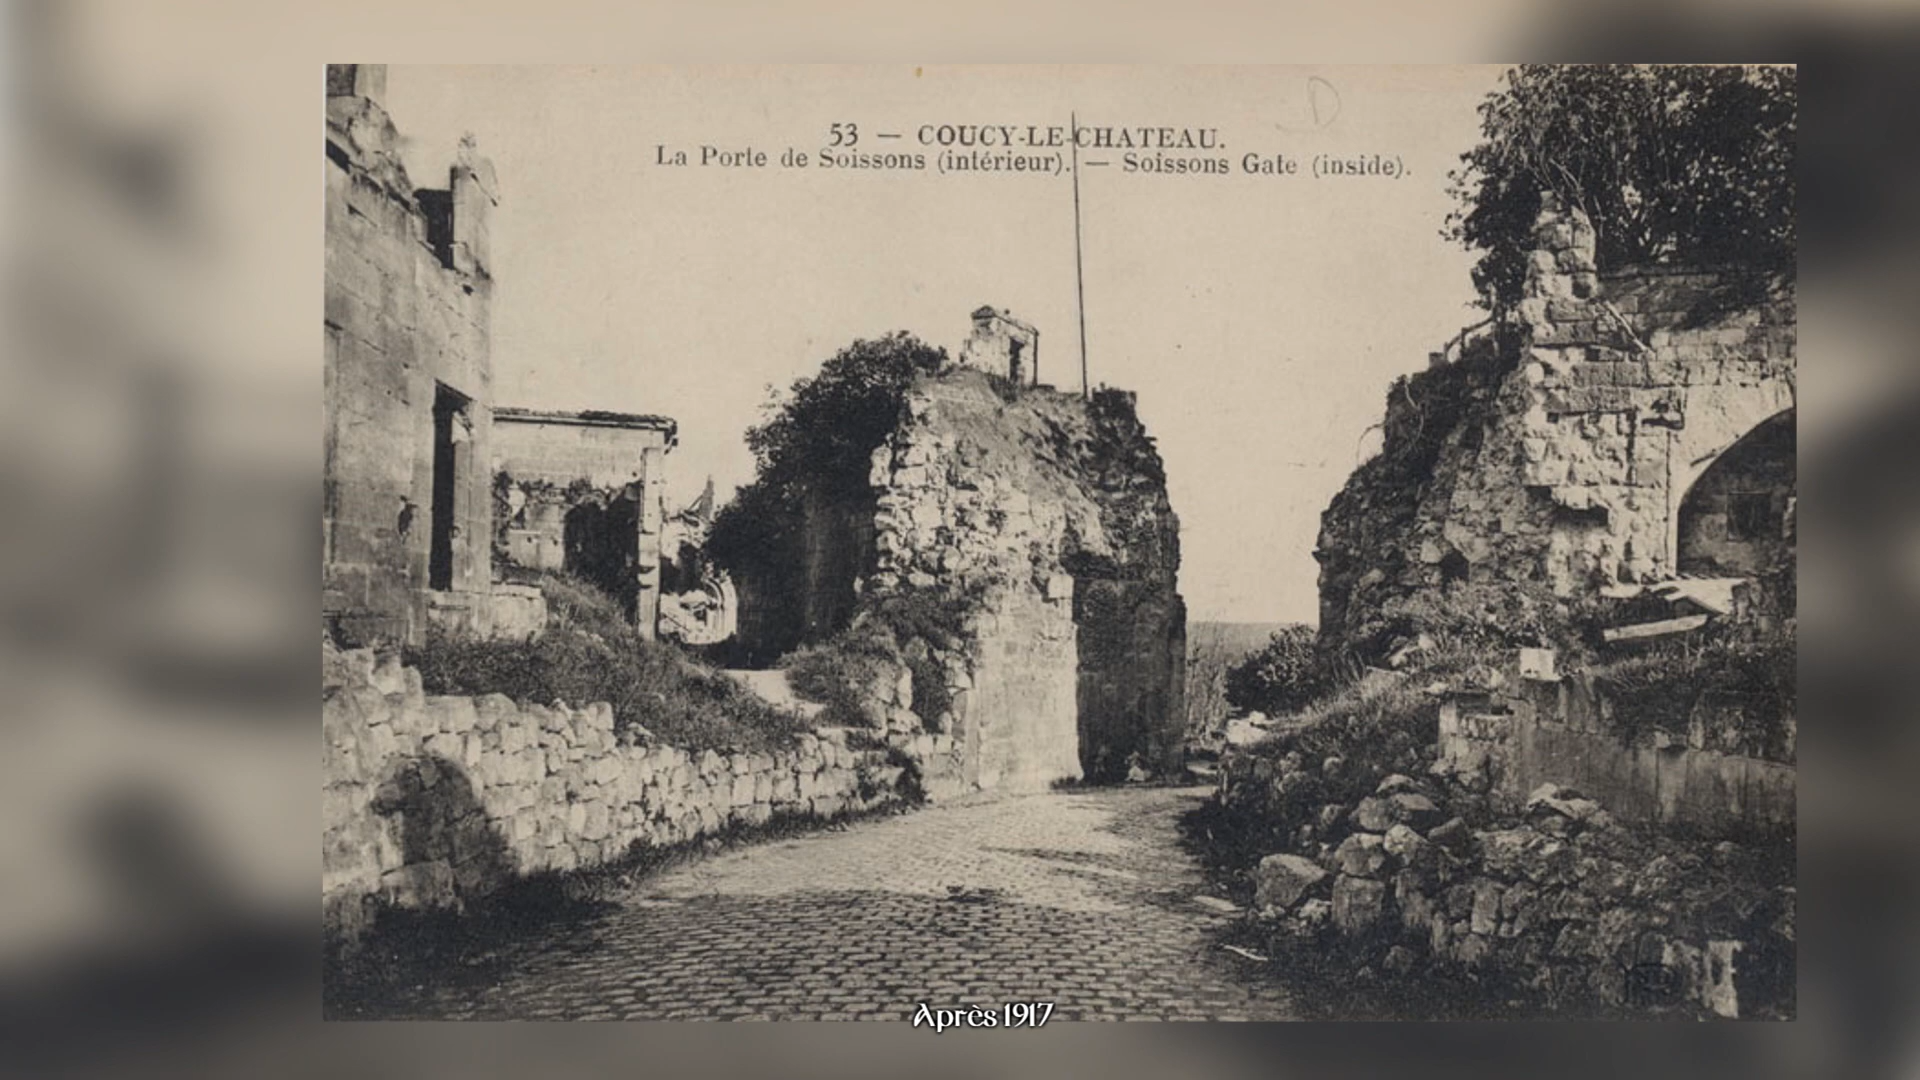 53 — COUCY-LE-CHATEAU.
La Porte de Soissons (intérieur). — Soissons Gate (inside).
D
Après 1917